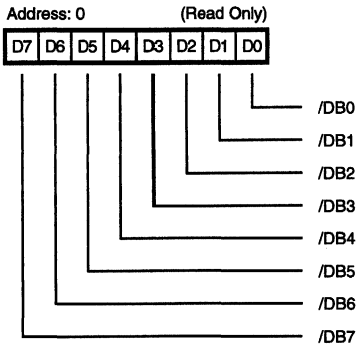 Address: 0 (Read Only)
D7 D6 D5 D4 D3 D2 D1 D0
/DB0
/DB1
/DB2
/DB3
/DB4
/DB5
/DB6
/DB7